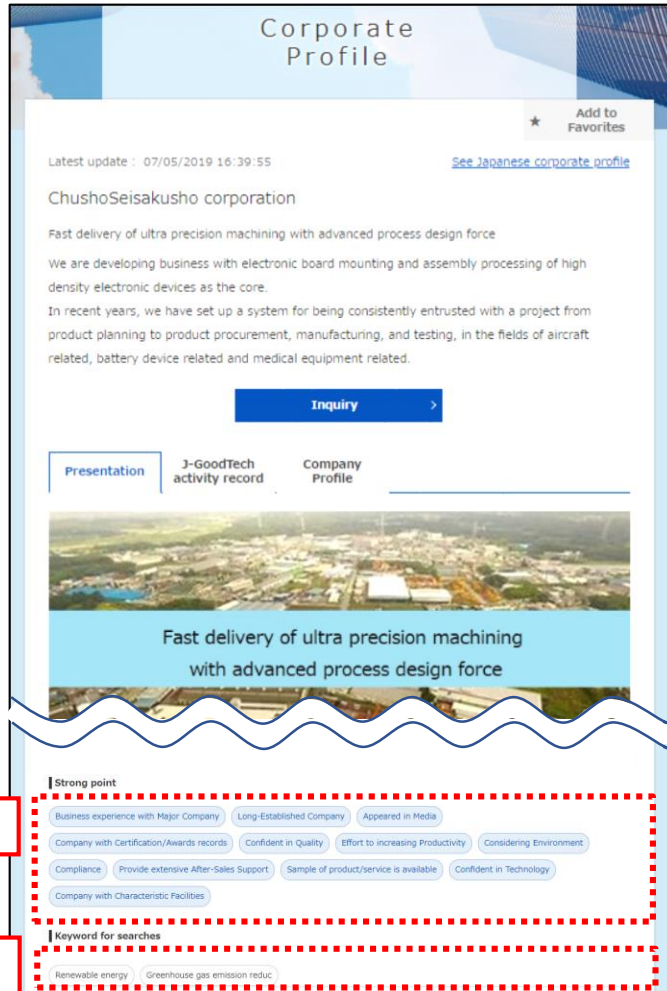 Corporate
Profile
★ Add to
Favorites
Latest update : 07/05/2019 16:39:55
See Japanese corporate profile
ChushoSeisakusho corporation
Fast delivery of ultra precision machining with advanced process design force
We are developing business with electronic board mounting and assembly processing of high
density electronic devices as the core.
In recent years, we have set up a system for being consistently entrusted with a project from
product planning to product procurement, manufacturing, and testing, in the fields of aircraft
related, battery device related and medical equipment related.
Inquiry >
Presentation
J-GoodTech
activity record
Company
Profile
Fast delivery of ultra precision machining
with advanced process design force
Strong point
Business experience with Major Company Long-Established Company Appeared in Media
Company with Certification/Awards records Confident in Quality Effort to increasing Productivity Considering Environment
Compliance Provide extensive After-Sales Support Sample of product/service is available Confident in Technology
Company with Characteristic Facilities
Keyword for searches
Renewable energy Greenhouse gas emission reduc